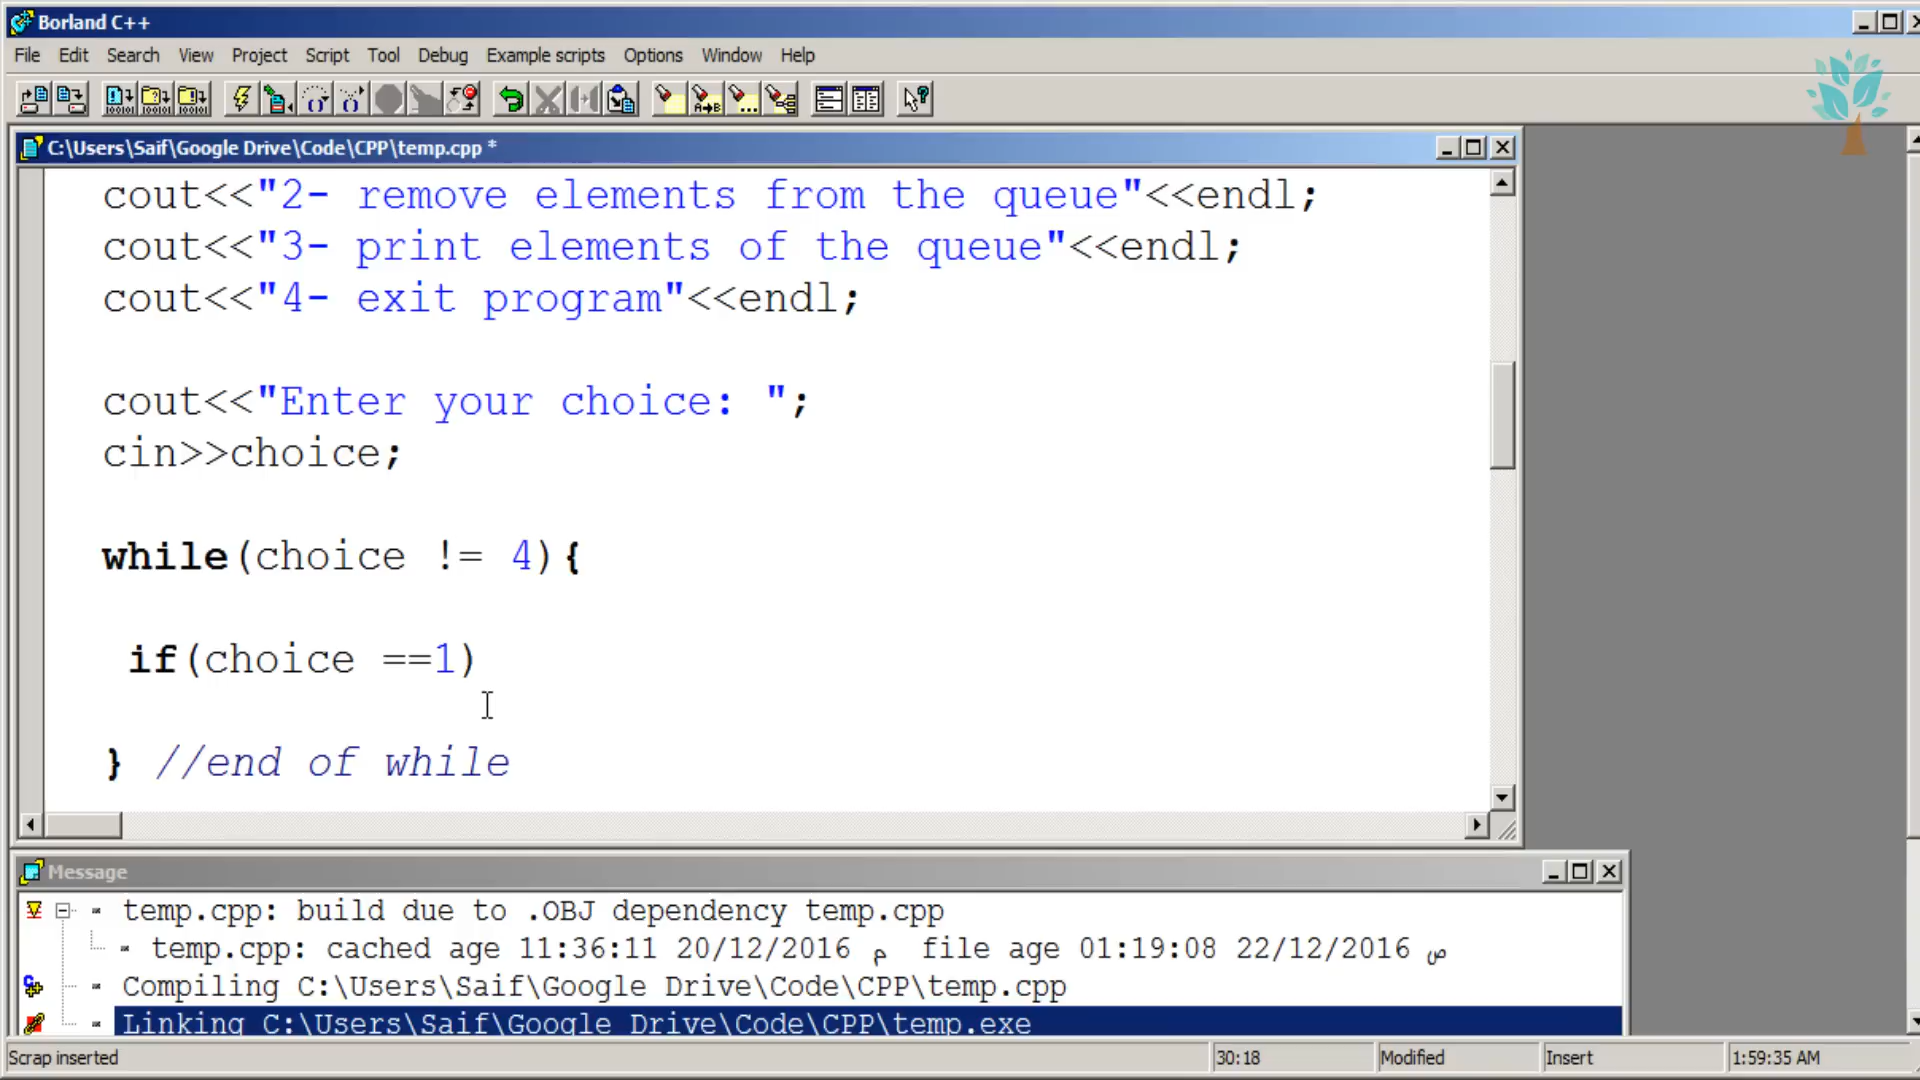 Borland C++
File Edit Search View Project Script Tool Debug Example scripts Options Window Help
C:\Users\Saif\Google Drive\Code\CPP\temp.cpp *
cout<<"2- remove elements from the queue"<<endl;
cout<<"3- print elements of the queue"<<endl;
cout<<"4- exit program"<<endl;
cout<<"Enter your choice: ";
cin>>choice;
while(choice != 4){
if(choice ==1)
} //end of while
Message
temp.cpp: build due to .OBJ dependency temp.cpp
temp.cpp: cached age 11:36:11 20/12/2016 م file age 01:19:08 22/12/2016 ص
Compiling C:\Users\Saif\Google Drive\Code\CPP\temp.cpp
Linking C:\Users\Saif\Google Drive\Code\CPP\temp.exe
Scrap inserted 30:18 Modified Insert 1:59:35 AM